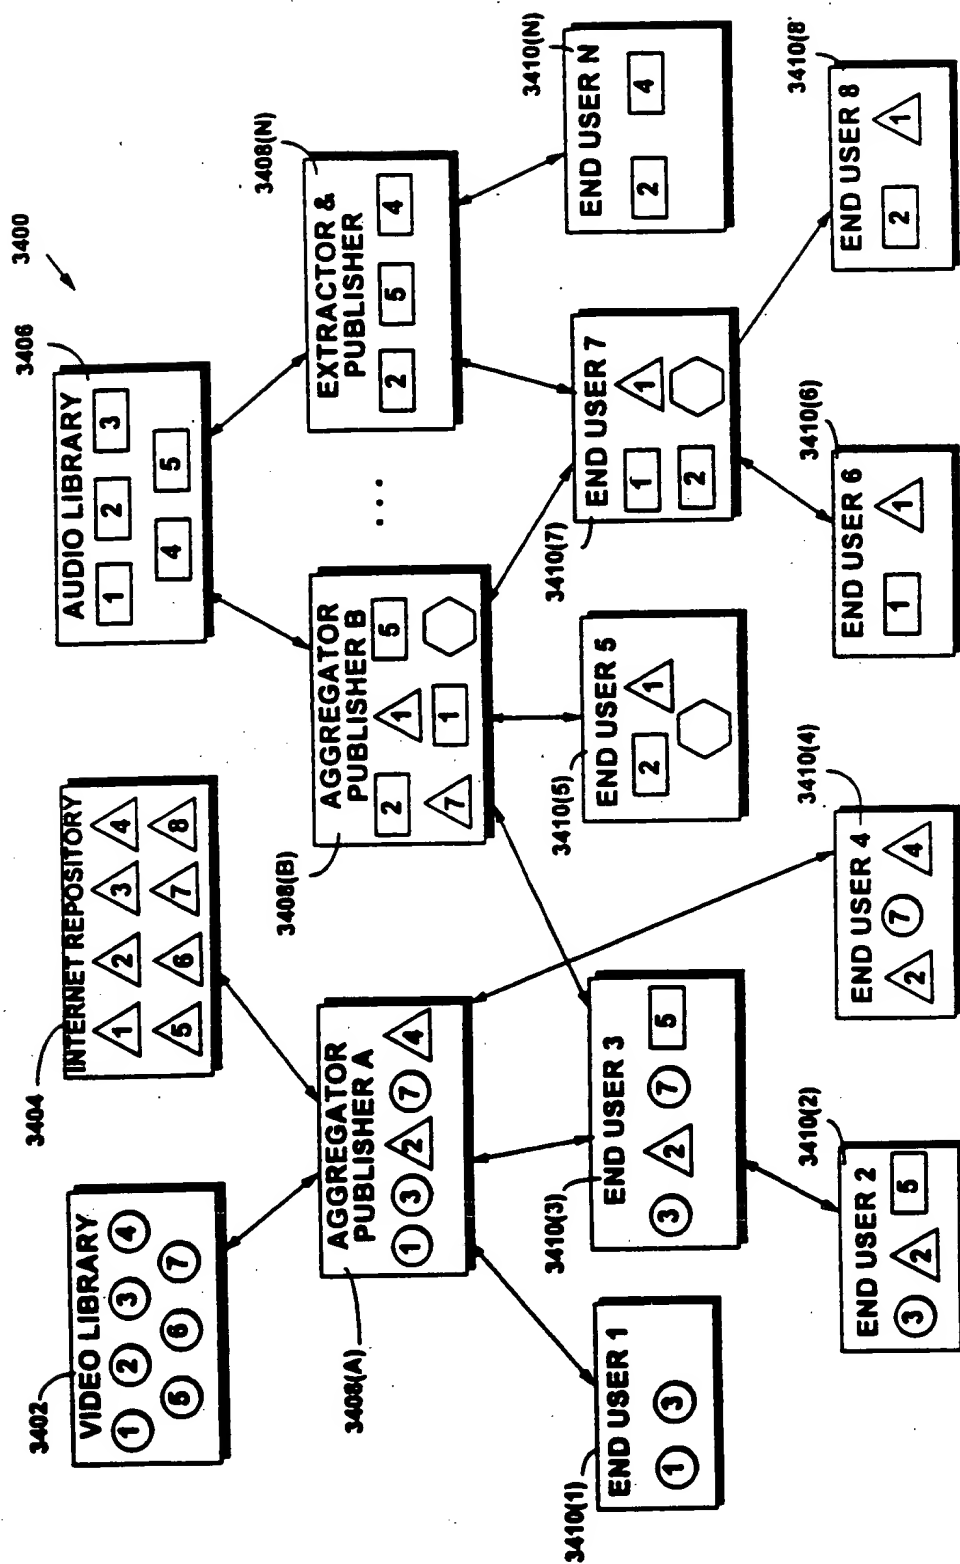 3400
3402
VIDEO LIBRARY
1 2 3 4
5 6 7
3404
INTERNET REPOSITORY
1 2 3 4
5 6 7 8
3406
AUDIO LIBRARY
1 2 3
4 5
3408(A)
AGGREGATOR
PUBLISHER A
1 3 2 7 4
3408(B)
AGGREGATOR
PUBLISHER B
2 1 5
7 1
...
3408(N)
EXTRACTOR &
PUBLISHER
2 5 4
3410(1)
END USER 1
1 3
3410(3)
END USER 3
3 2 7 5
3410(5)
END USER 5
2 1
3410(7)
END USER 7
1 1
2
3410(N)
END USER N
2 4
3410(2)
END USER 2
3 2 5
3410(4)
END USER 4
2 7 4
3410(6)
END USER 6
1 1
3410(8'
END USER 8
2 1